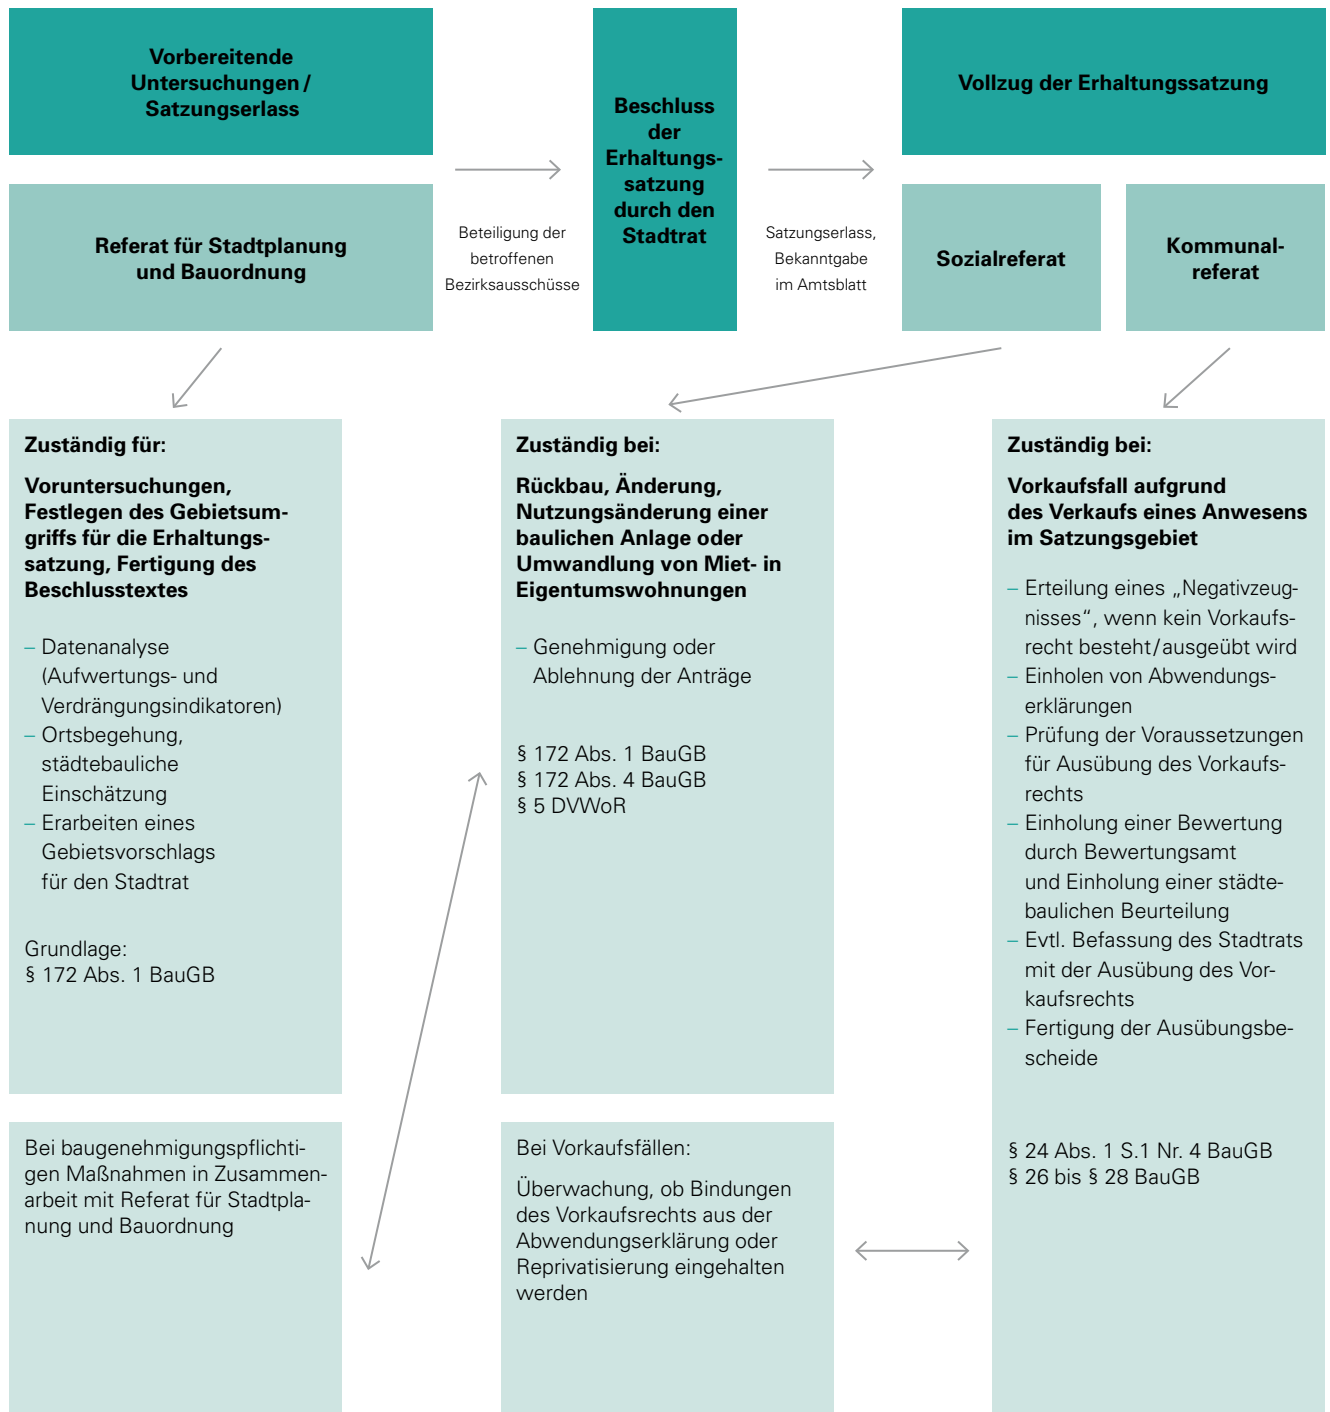 Vorbereitende
Untersuchungen /
Satzungserlass
Referat für Stadtplanung
und Bauordnung
Beteiligung der
betroffenen
Bezirksausschüsse
Beschluss
der
Erhaltungs-
satzung
durch den
Stadtrat
Satzungserlass,
Bekanntgabe
im Amtsblatt
Vollzug der Erhaltungssatzung
Sozialreferat
Kommunal-
referat
Zuständig für:
Voruntersuchungen,
Festlegen des Gebietsum-
griffs für die Erhaltungs-
satzung, Fertigung des
Beschlusstextes
– Datenanalyse
(Aufwertungs- und
Verdrängungsindikatoren)
– Ortsbegehung,
städtebauliche
Einschätzung
– Erarbeiten eines
Gebietsvorschlags
für den Stadtrat
Grundlage:
§ 172 Abs. 1 BauGB
Bei baugenehmigungspflichti-
gen Maßnahmen in Zusammen-
arbeit mit Referat für Stadtpla-
nung und Bauordnung
Zuständig bei:
Rückbau, Änderung,
Nutzungsänderung einer
baulichen Anlage oder
Umwandlung von Miet- in
Eigentumswohnungen
– Genehmigung oder
Ablehnung der Anträge
§ 172 Abs. 1 BauGB
§ 172 Abs. 4 BauGB
§ 5 DVWoR
Bei Vorkaufsfällen:
Überwachung, ob Bindungen
des Vorkaufsrechts aus der
Abwendungserklärung oder
Reprivatisierung eingehalten
werden
Zuständig bei:
Vorkaufsfall aufgrund
des Verkaufs eines Anwesens
im Satzungsgebiet
– Erteilung eines „Negativzeug-
nisses“, wenn kein Vorkaufs-
recht besteht/ausgeübt wird
– Einholen von Abwendungs-
erklärungen
– Prüfung der Voraussetzungen
für Ausübung des Vorkaufs-
rechts
– Einholung einer Bewertung
durch Bewertungsamt
und Einholung einer städte-
baulichen Beurteilung
– Evtl. Befassung des Stadtrats
mit der Ausübung des Vor-
kaufsrechts
– Fertigung der Ausübungsbe-
scheide
§ 24 Abs. 1 S.1 Nr. 4 BauGB
§ 26 bis § 28 BauGB